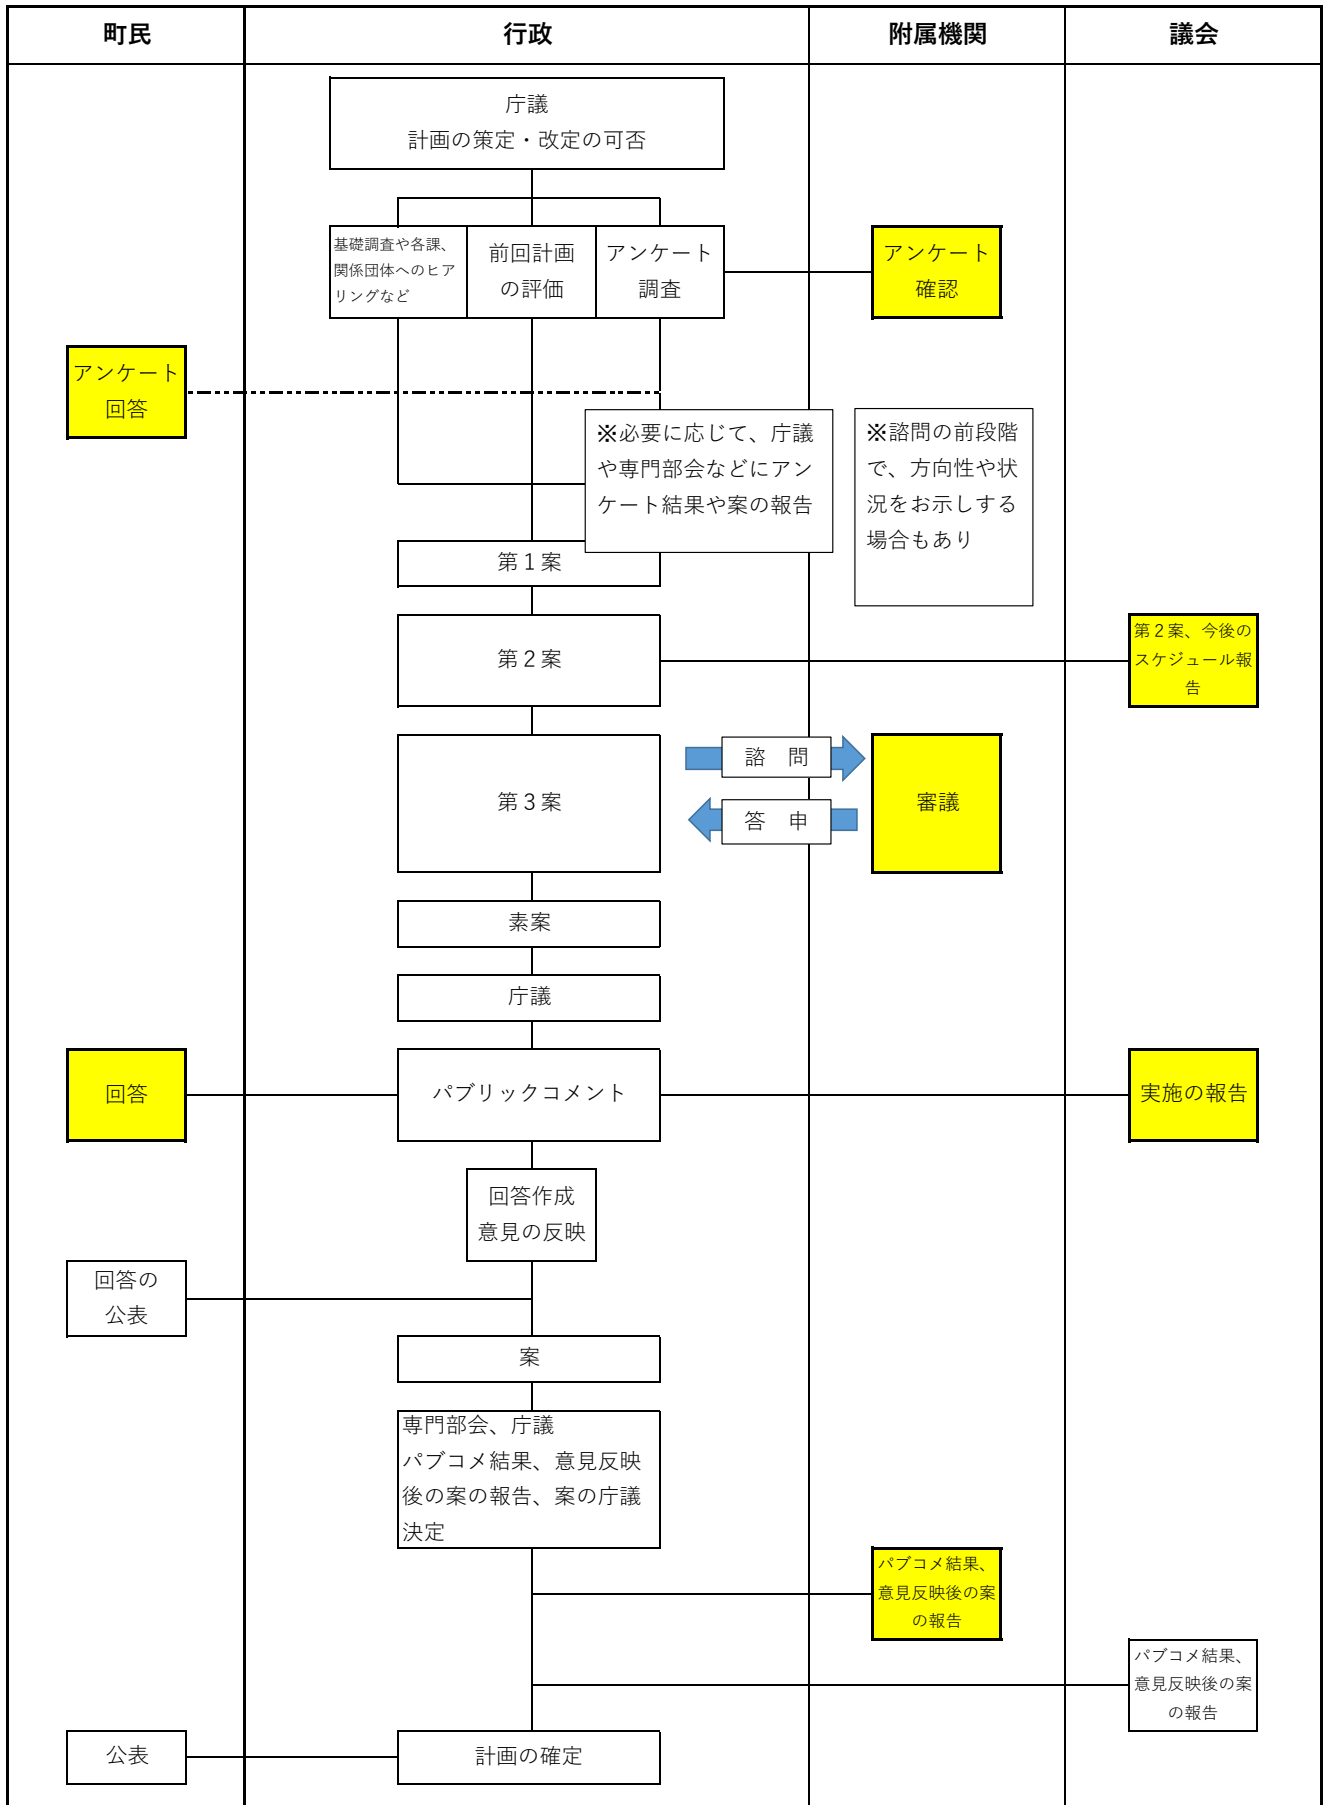 町民
行政
附属機関
議会
庁議
計画の策定・改定の可否
基礎調査や各課、
関係団体へのヒア
リングなど
前回計画
の評価
アンケート
調査
アンケート
確認
アンケート
回答
※必要に応じて、庁議
や専門部会などにアン
ケート結果や案の報告
※諮問の前段階
で、方向性や状
況をお示しする
場合もあり
第１案
第２案
第２案、今後の
スケジュール報
告
第３案
諮　問
答　申
審議
素案
庁議
回答
パブリックコメント
実施の報告
回答作成
意見の反映
回答の
公表
案
専門部会、庁議
パブコメ結果、意見反映
後の案の報告、案の庁議
決定
パブコメ結果、
意見反映後の案
の報告
パブコメ結果、
意見反映後の案
の報告
公表
計画の確定